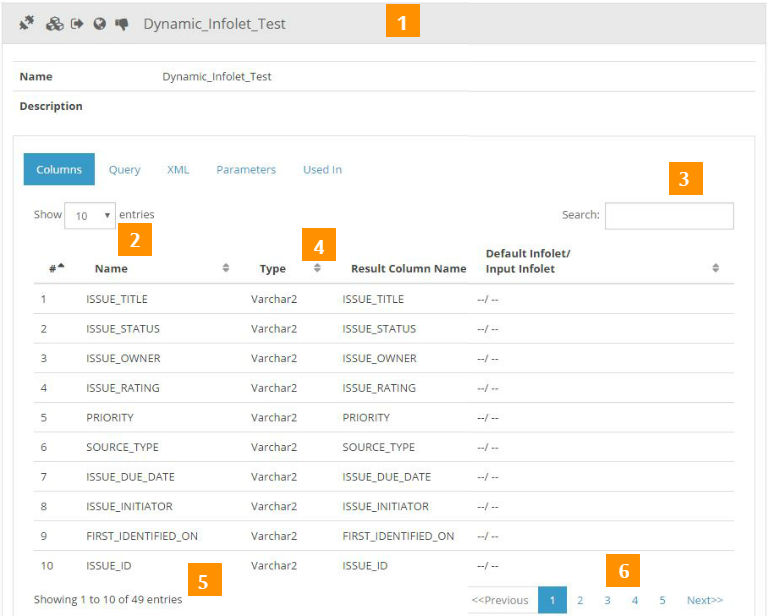 Dynamic_Infolet_Test 1
Name Dynamic_Infolet_Test
Description
Columns Query XML Parameters Used In
3
Show 10 entries Search:
2 4
# Name Type Result Column Name Default Infolet/
Input Infolet
1 ISSUE_TITLE Varchar2 ISSUE_TITLE --/ --
2 ISSUE_STATUS Varchar2 ISSUE_STATUS --/ --
3 ISSUE_OWNER Varchar2 ISSUE_OWNER --/ --
4 ISSUE_RATING Varchar2 ISSUE_RATING --/ --
5 PRIORITY Varchar2 PRIORITY --/ --
6 SOURCE_TYPE Varchar2 SOURCE_TYPE --/ --
7 ISSUE_DUE_DATE Varchar2 ISSUE_DUE_DATE --/ --
8 ISSUE_INITIATOR Varchar2 ISSUE_INITIATOR --/ --
9 FIRST_IDENTIFIED_ON Varchar2 FIRST_IDENTIFIED_ON --/ --
10 ISSUE_ID Varchar2 ISSUE_ID --/ --
5 6
Showing 1 to 10 of 49 entries <<Previous 1 2 3 4 5 Next>>